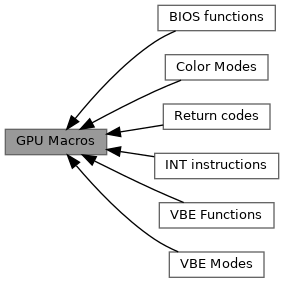 BIOS functions
Color Modes
Return codes
GPU Macros
INT instructions
VBE Functions
VBE Modes